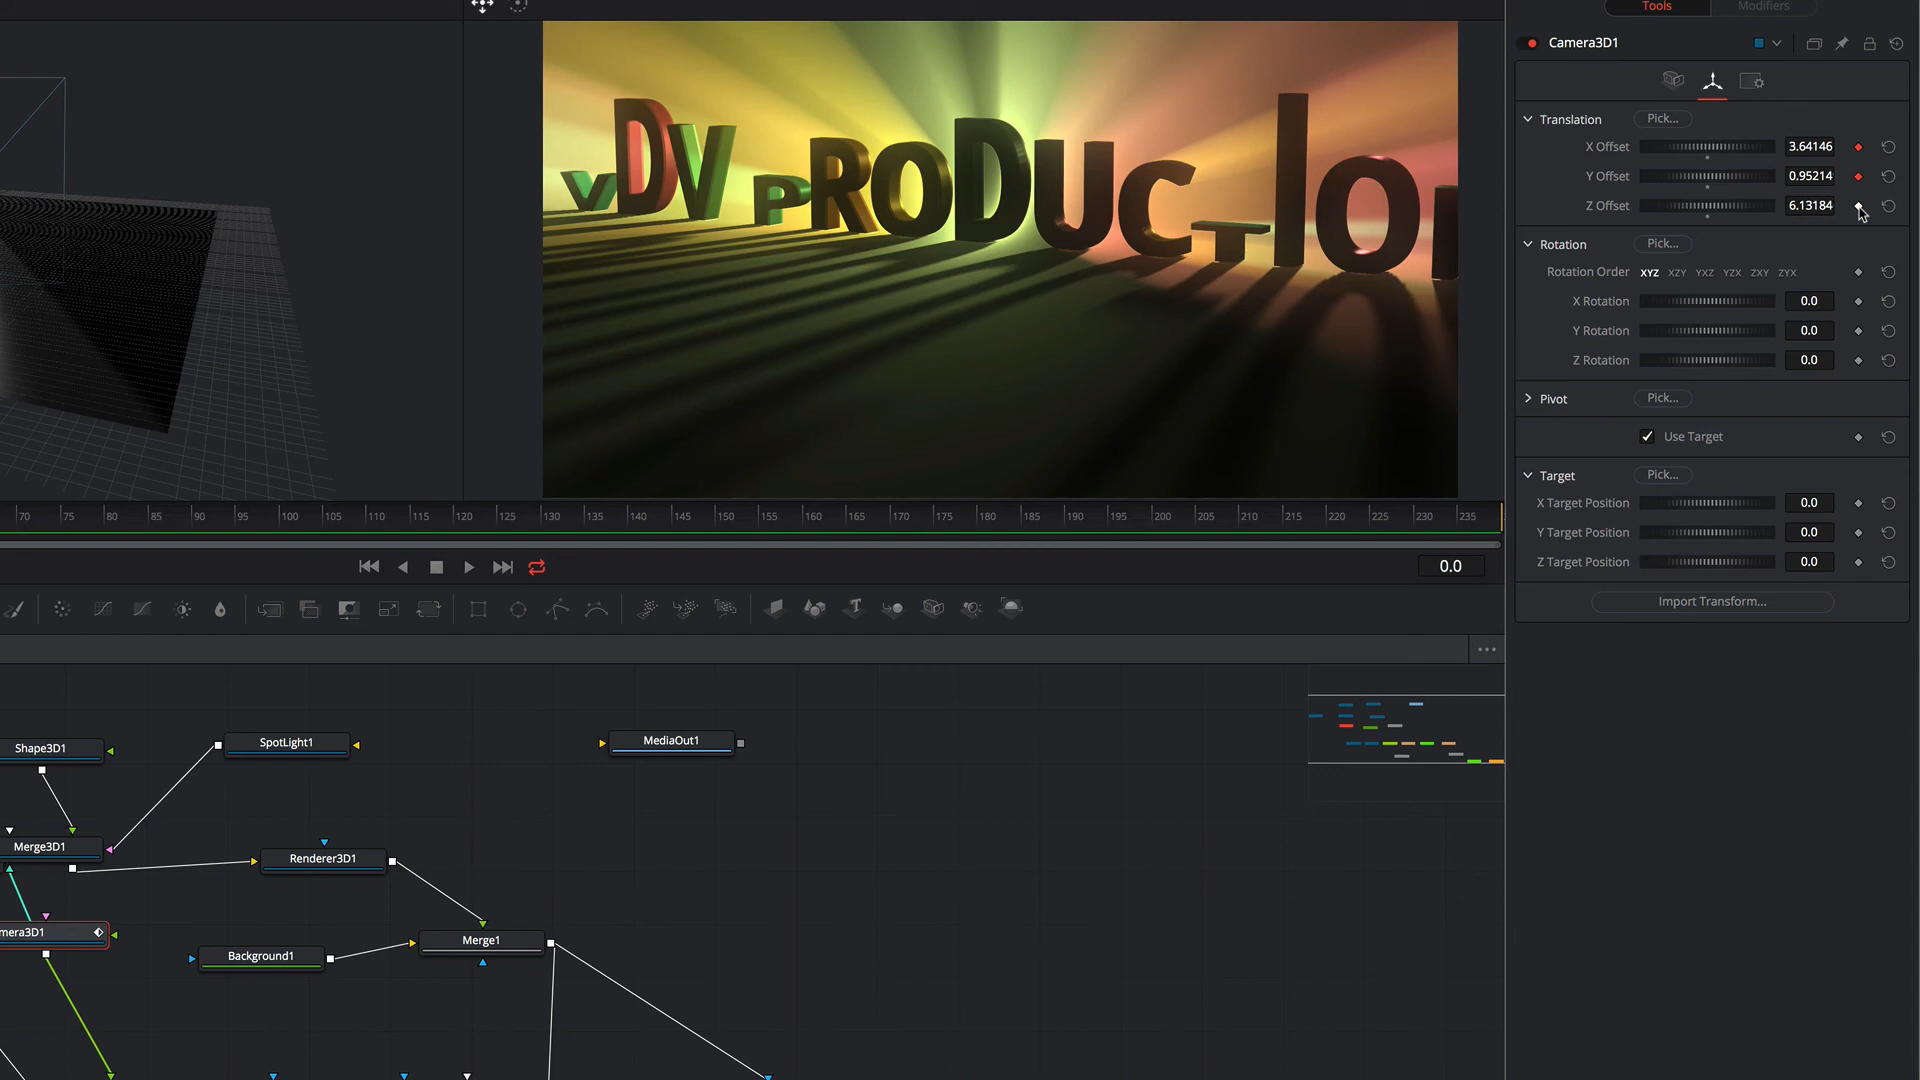 Tools
Modifiers
Camera3D1
VDV PRODUCTIO
Translation
Pick...
X Offset
3.64146
Y Offset
0.95214
Z Offset
6.13184
Rotation
Pick...
Rotation Order
XYZ XZY YXZ YZX ZXY ZYX
X Rotation
0.0
Y Rotation
0.0
Z Rotation
0.0
Pivot
Pick...
Use Target
Target
Pick...
X Target Position
0.0
Y Target Position
0.0
Z Target Position
0.0
Import Transform...
70 75 80 85 90 95 100 105 110 115 120 125 130 135 140 145 150 155 160 165 170 175 180 185 190 195 200 205 210 215 220 225 230 235
0.0
Shape3D1
SpotLight1
MediaOut1
Merge3D1
Renderer3D1
mera3D1
Background1
Merge1